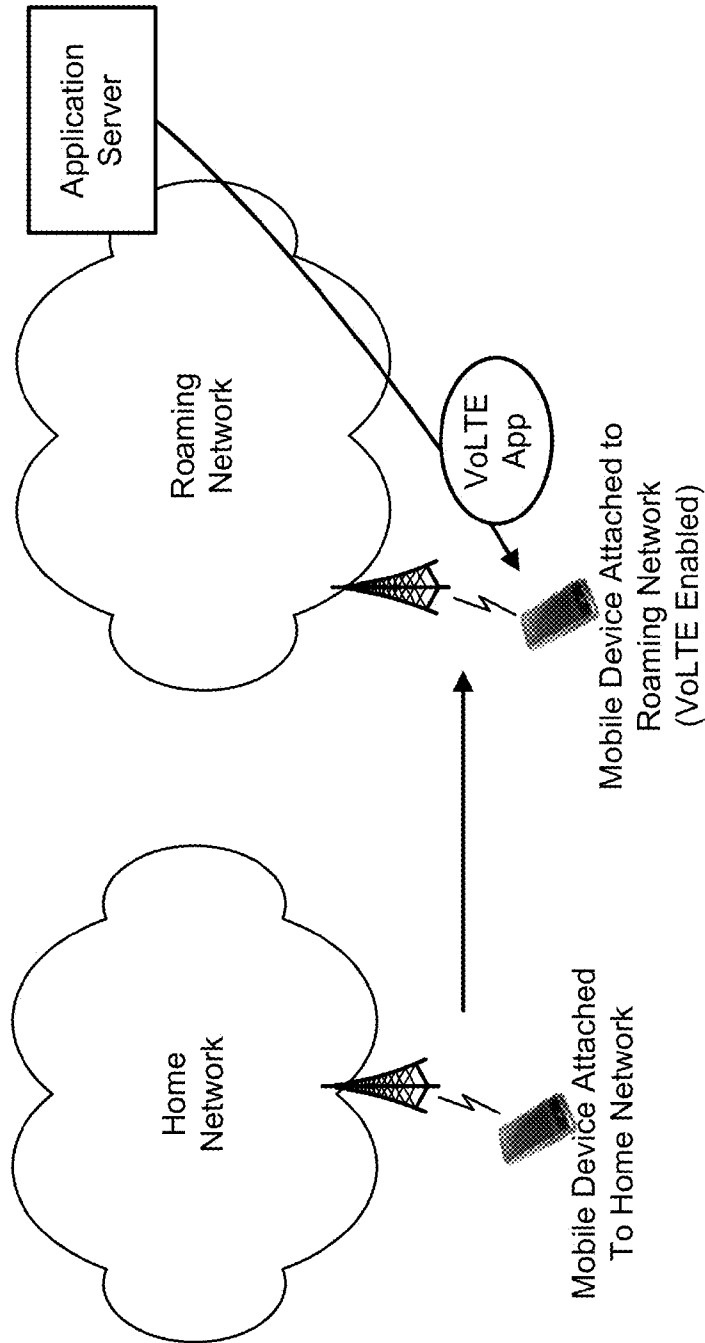 Home
Network
Mobile Device Attached
To Home Network
Roaming
Network
Application
Server
VoLTE
App
Mobile Device Attached to
Roaming Network
(VoLTE Enabled)